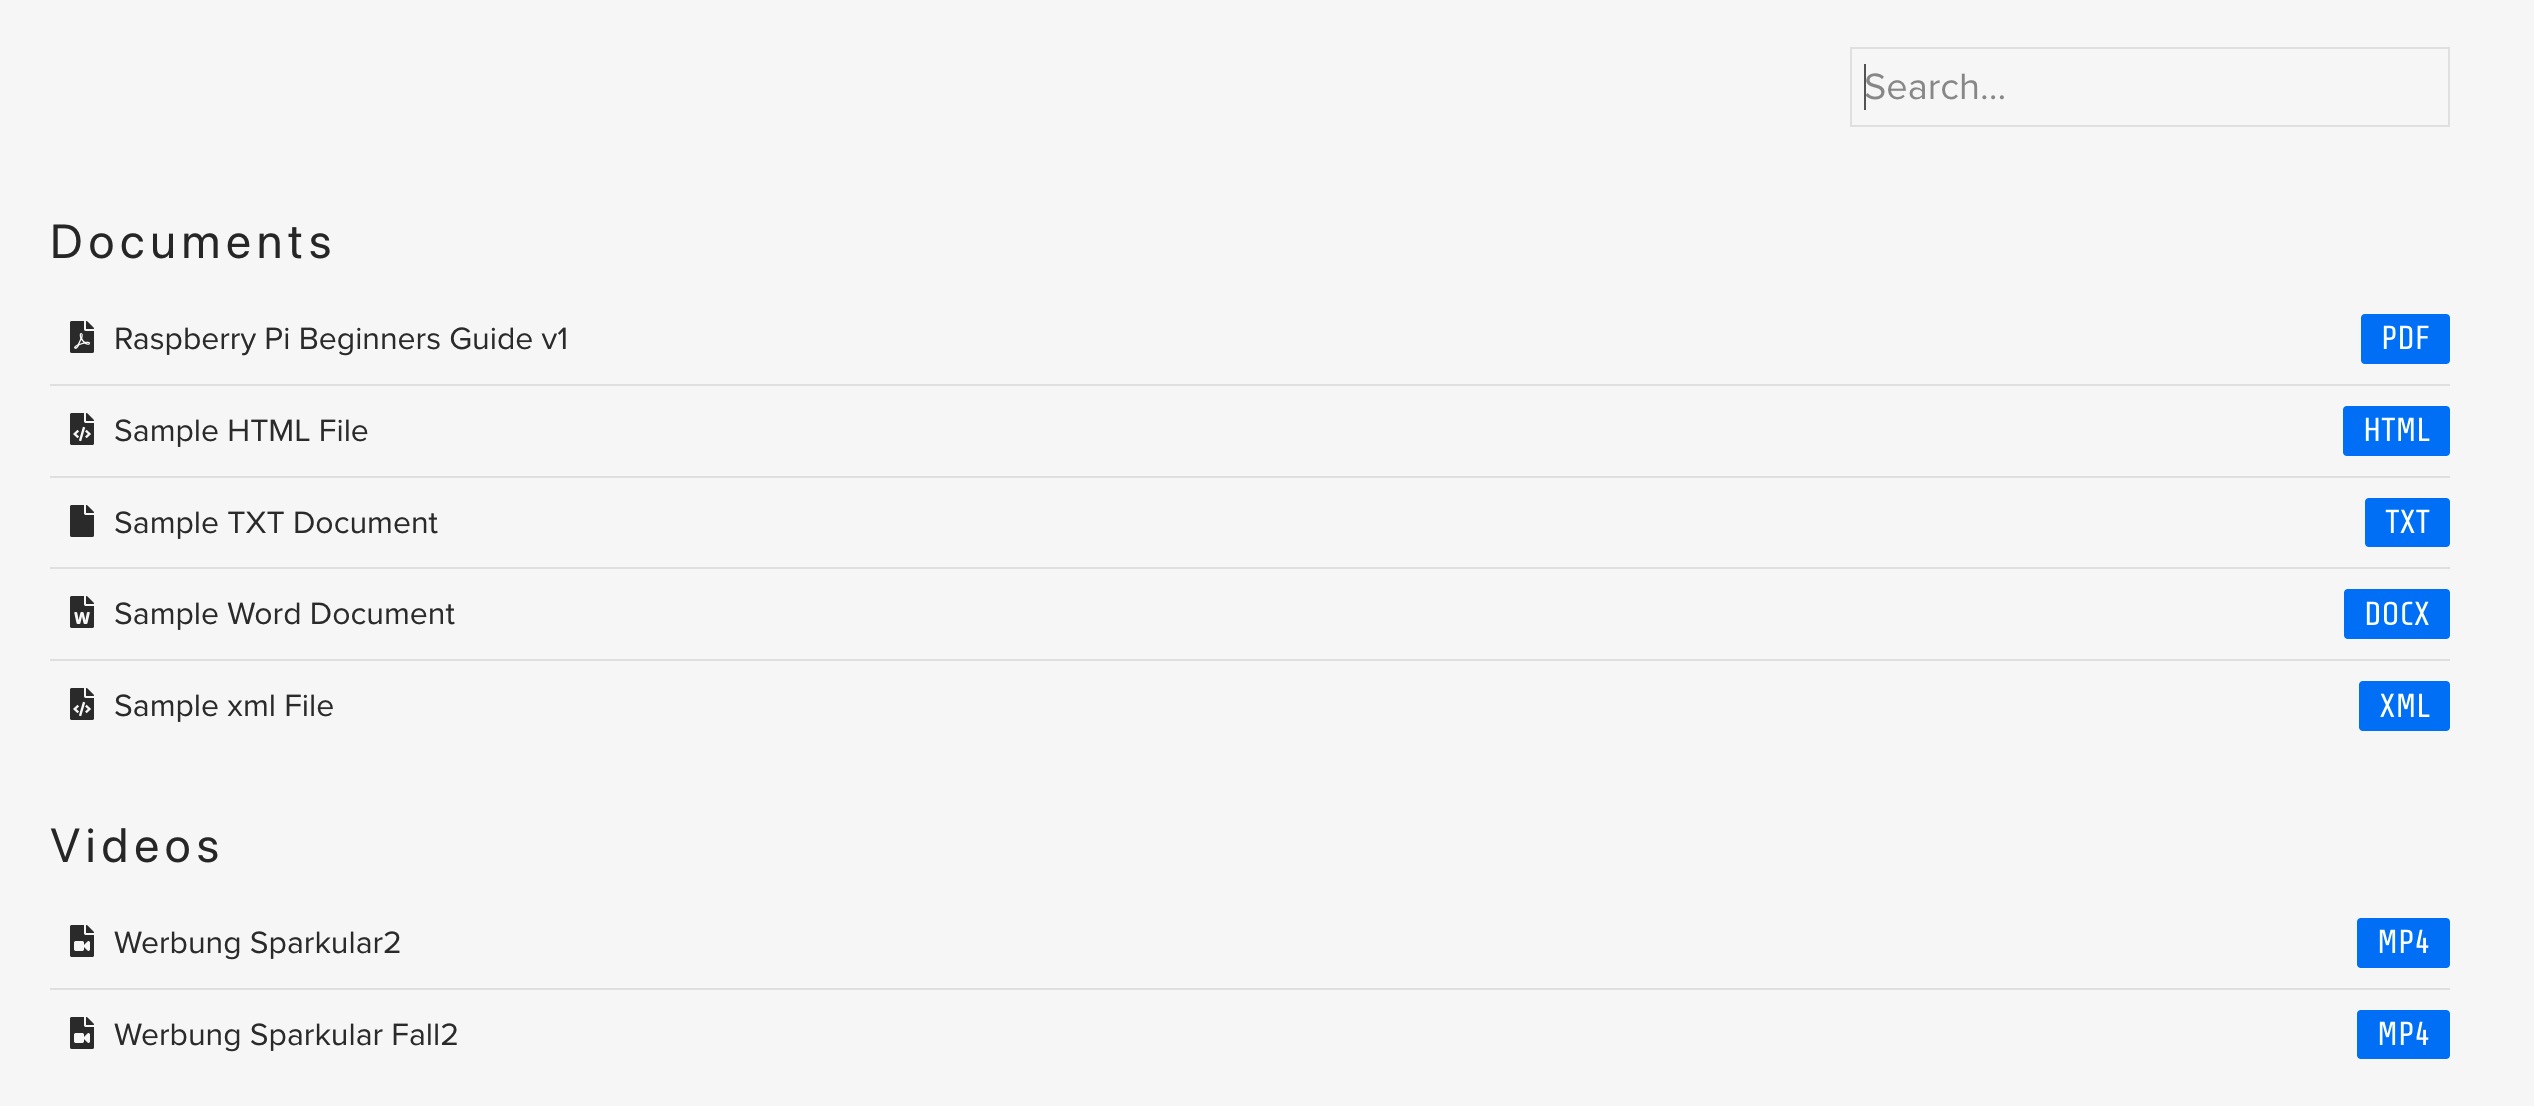 Search...
Documents
Raspberry Pi Beginners Guide v1 PDF
Sample HTML File HTML
Sample TXT Document TXT
Sample Word Document DOCX
Sample xml File XML
Videos
Werbung Sparkular2 MP4
Werbung Sparkular Fall2 MP4